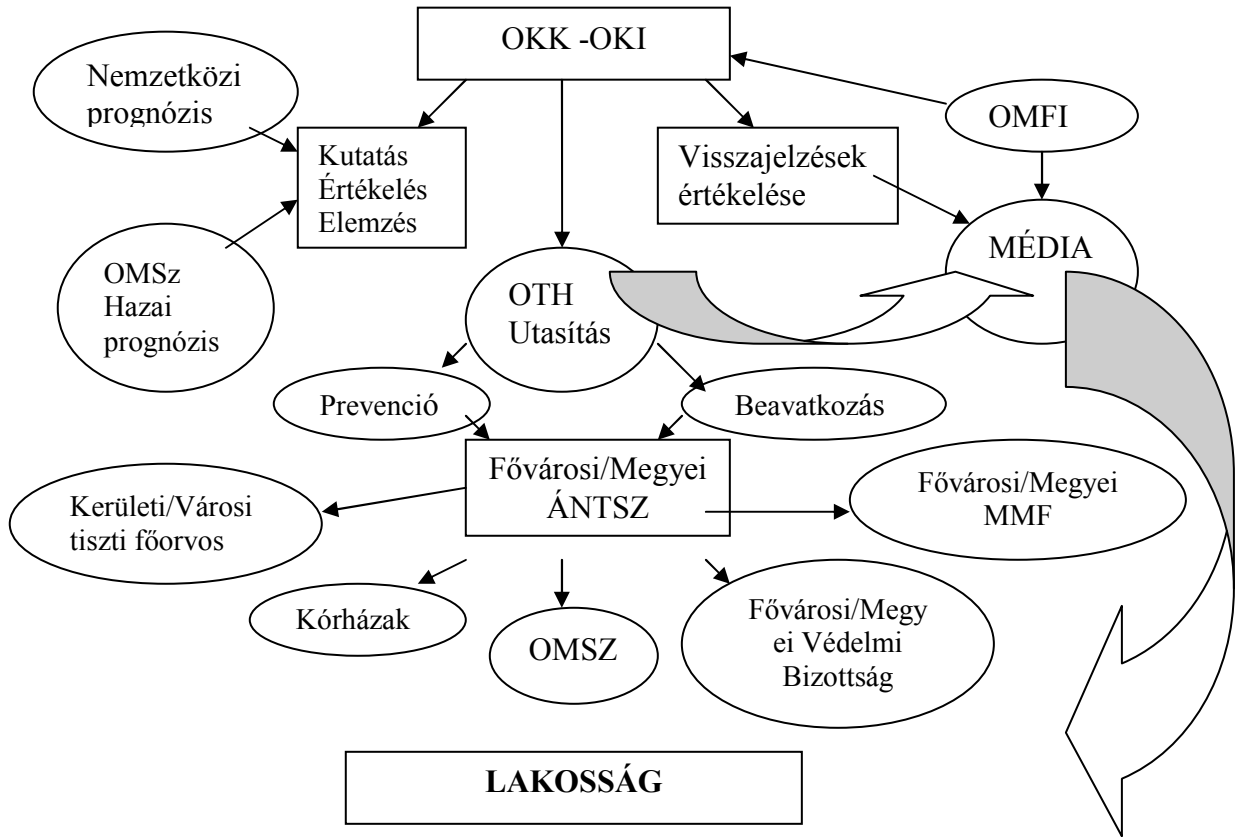 OKK -OKI
Nemzetközi
prognózis
OMFI
Kutatás
Értékelés
Elemzés
Visszajelzések
értékelése
MÉDIA
OMSz
Hazai
prognózis
OTH
Utasítás
Prevenció
Beavatkozás
Fővárosi/Megyei
ÁNTSZ
Kerületi/Városi
tiszti főorvos
Fővárosi/Megyei
MMF
Kórházak
OMSZ
Fővárosi/Megy
ei Védelmi
Bizottság
LAKOSSÁG